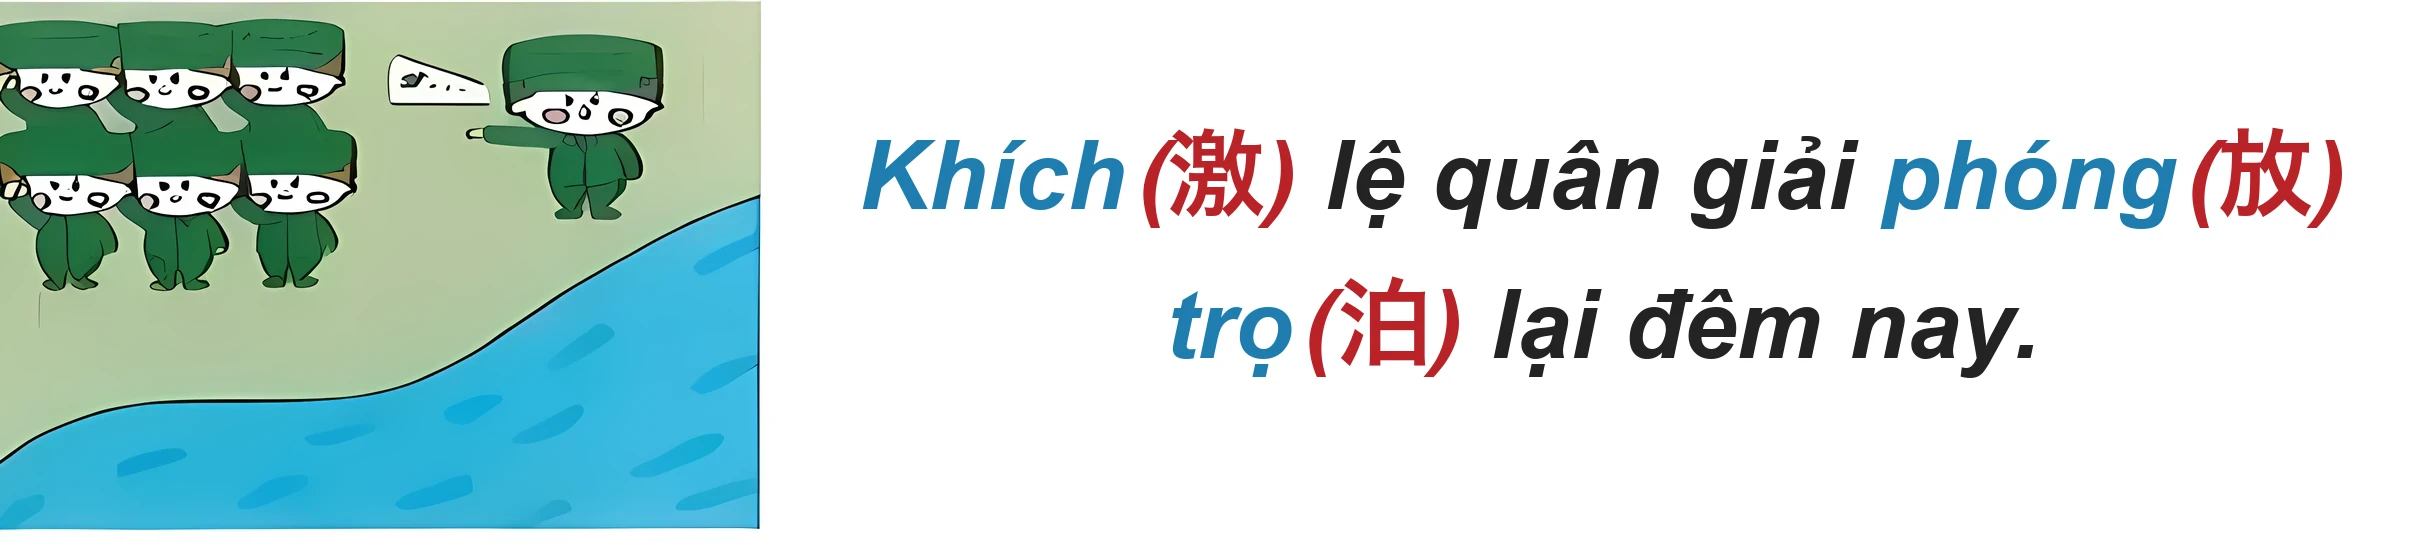 Khích (激) lệ quân giải phóng (放)
trọ (泊) lại đêm nay.